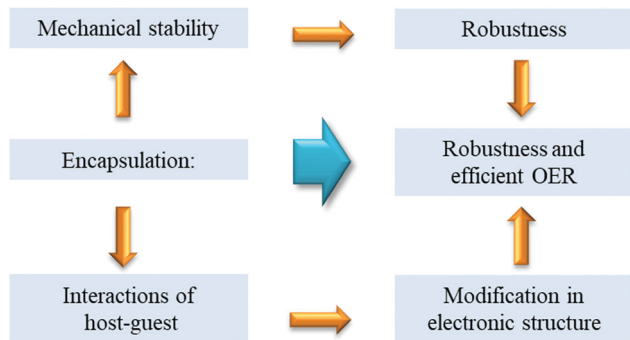 Mechanical stability
Robustness
Encapsulation:
Robustness and
efficient OER
Interactions of
host-guest
Modification in
electronic structure